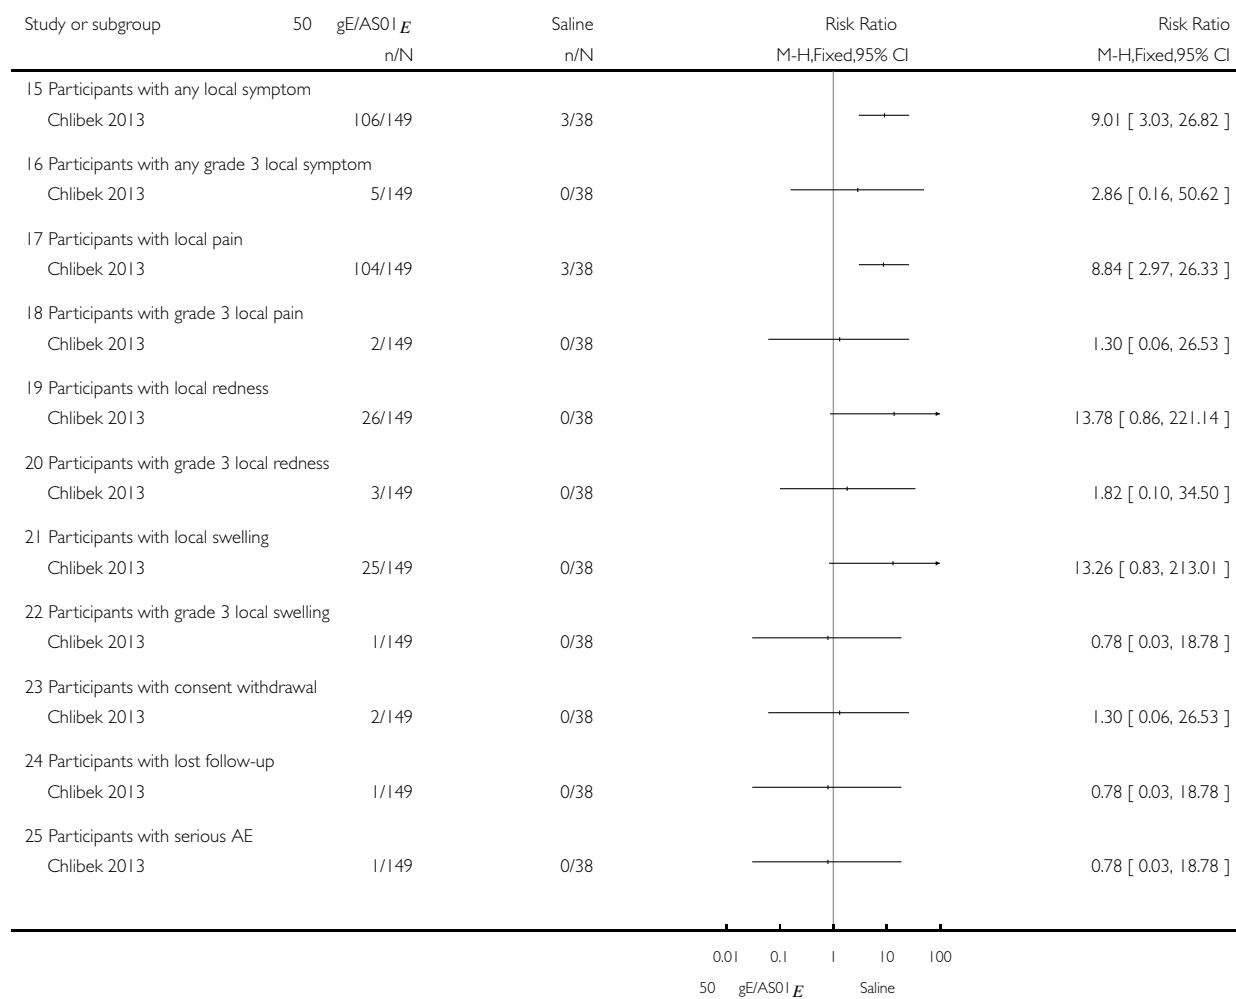 Study or subgroup 50 gE/AS01E Saline Risk Ratio Risk Ratio
n/N n/N M-H,Fixed,95% CI M-H,Fixed,95% CI
15 Participants with any local symptom
Chlibek 2013 106/149 3/38 9.01 [ 3.03, 26.82 ]
16 Participants with any grade 3 local symptom
Chlibek 2013 5/149 0/38 2.86 [ 0.16, 50.62 ]
17 Participants with local pain
Chlibek 2013 104/149 3/38 8.84 [ 2.97, 26.33 ]
18 Participants with grade 3 local pain
Chlibek 2013 2/149 0/38 1.30 [ 0.06, 26.53 ]
19 Participants with local redness
Chlibek 2013 26/149 0/38 13.78 [ 0.86, 221.14 ]
20 Participants with grade 3 local redness
Chlibek 2013 3/149 0/38 1.82 [ 0.10, 34.50 ]
21 Participants with local swelling
Chlibek 2013 25/149 0/38 13.26 [ 0.83, 213.01 ]
22 Participants with grade 3 local swelling
Chlibek 2013 1/149 0/38 0.78 [ 0.03, 18.78 ]
23 Participants with consent withdrawal
Chlibek 2013 2/149 0/38 1.30 [ 0.06, 26.53 ]
24 Participants with lost follow-up
Chlibek 2013 1/149 0/38 0.78 [ 0.03, 18.78 ]
25 Participants with serious AE
Chlibek 2013 1/149 0/38 0.78 [ 0.03, 18.78 ]
0.01 0.1 1 10 100
50 gE/AS01E Saline